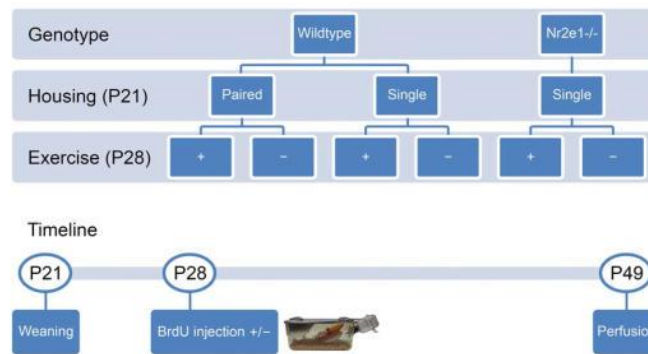 Genotype
Wildtype
Nr2e1-/-
Housing (P21)
Paired
Single
Single
Exercise (P28)
+
−
+
−
+
−
Timeline
P21
P28
P49
Weaning
BrdU injection +/−
Perfusio